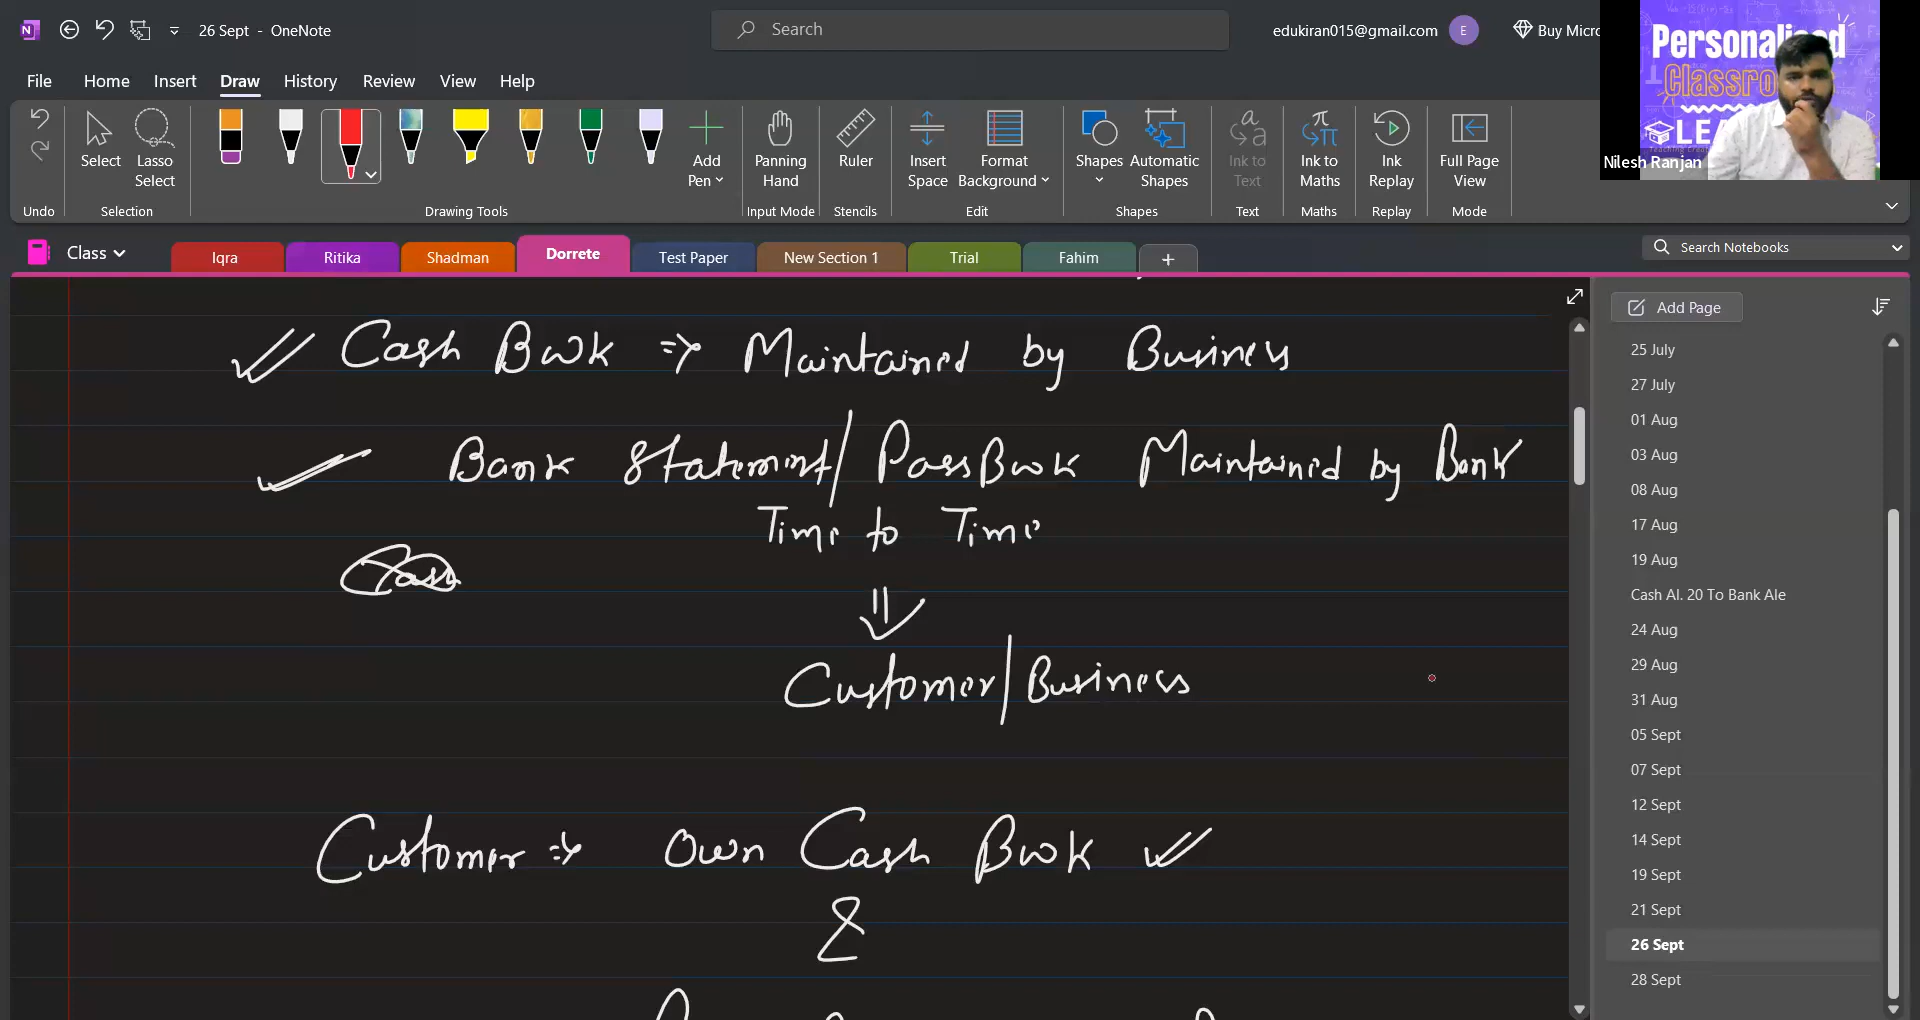 26 Sept - OneNote
Search
edukiran015@gmail.com
E
Buy Micro
File Home Insert Draw History Review View Help
Select
Lasso Select
Add Pen
Panning Hand
Ruler
Insert Space
Format Background
Shapes
Automatic Shapes
Ink to Text
Ink to Maths
Ink Replay
Full Page View
Undo
Selection
Drawing Tools
Input Mode
Stencils
Edit
Shapes
Text
Maths
Replay
Mode
Personalised
Classro
LEA
Nilesh Ranjan
Class
Iqra
Ritika
Shadman
Dorrete
Test Paper
New Section 1
Trial
Fahim
Search Notebooks
Cash Book => Maintained by Business
Bank Statement/ PassBook Maintained by Bank
Time to Time
Cash
Customer/Business
Customer => Own Cash Book
&
Add Page
25 July
27 July
01 Aug
03 Aug
08 Aug
17 Aug
19 Aug
Cash Al. 20 To Bank Ale
24 Aug
29 Aug
31 Aug
05 Sept
07 Sept
12 Sept
14 Sept
19 Sept
21 Sept
26 Sept
28 Sept